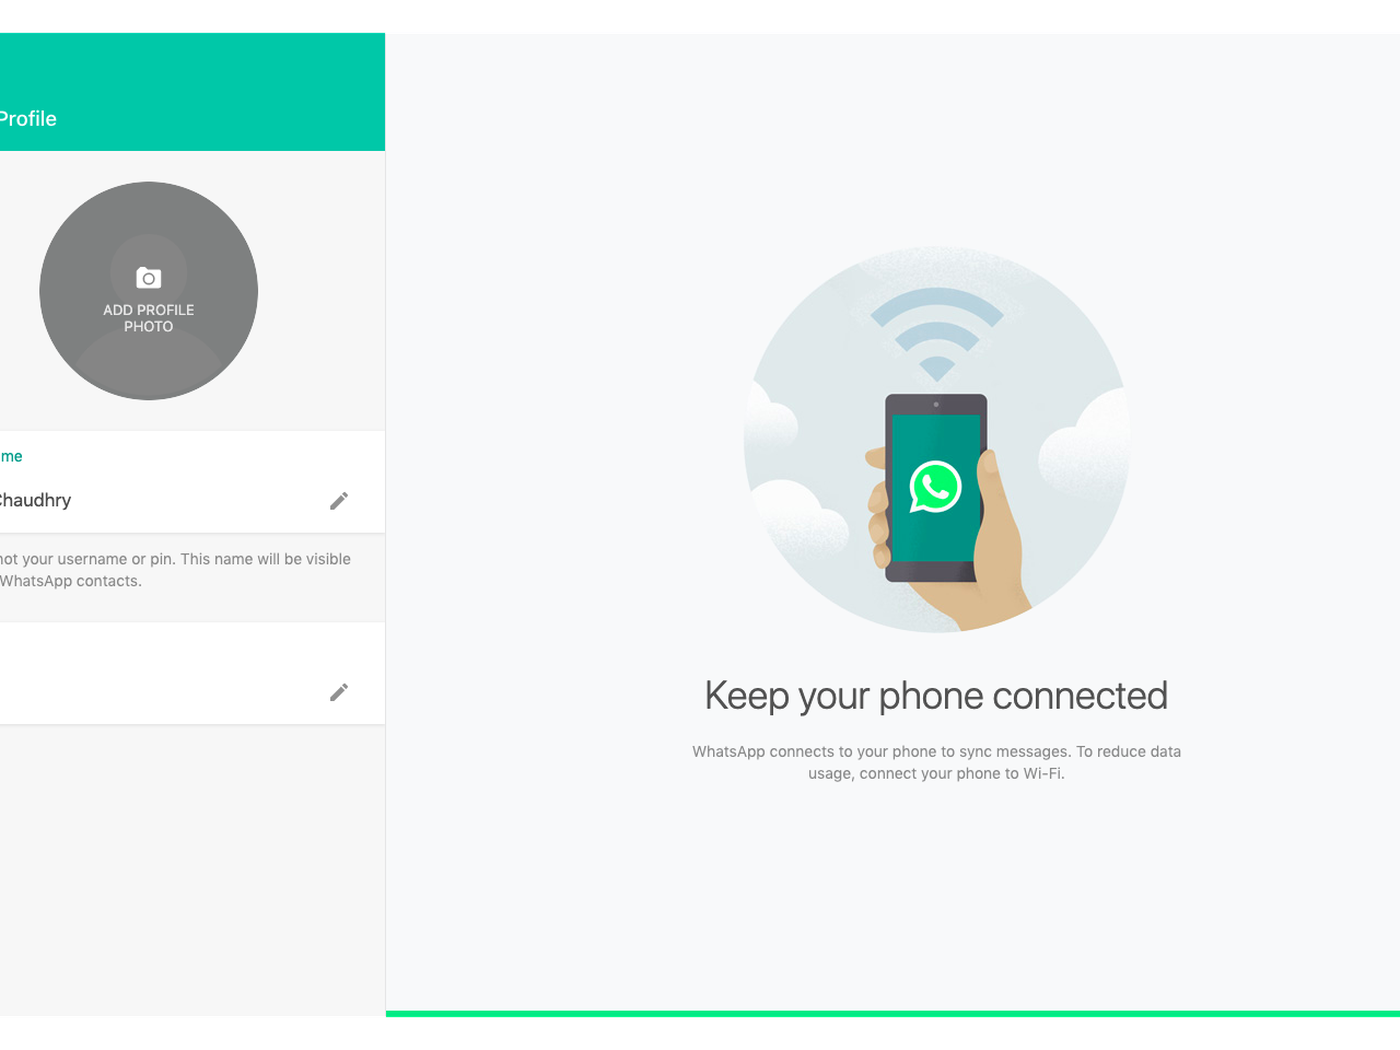 Profile
ADD PROFILE
PHOTO
me
Chaudhry
not your username or pin. This name will be visible
WhatsApp contacts.
Keep your phone connected
WhatsApp connects to your phone to sync messages. To reduce data
usage, connect your phone to Wi-Fi.